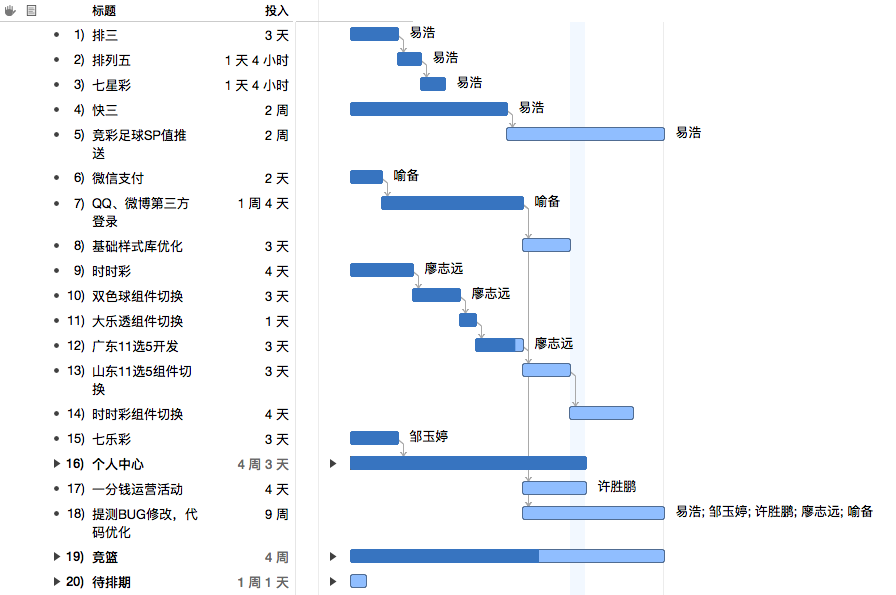 标题 投入
1) 排三 3 天 易浩
2) 排列五 1 天 4 小时 易浩
3) 七星彩 1 天 4 小时 易浩
4) 快三 2 周 易浩
5) 竞彩足球SP值推 2 周 易浩
送
6) 微信支付 2 天 喻备
7) QQ、微博第三方 1 周 4 天 喻备
登录
8) 基础样式库优化 3 天
9) 时时彩 4 天 廖志远
10) 双色球组件切换 3 天 廖志远
11) 大乐透组件切换 1 天
12) 广东11选5开发 3 天 廖志远
13) 山东11选5组件切 3 天
换
14) 时时彩组件切换 4 天
15) 七乐彩 3 天 邹玉婷
16) 个人中心 4 周 3 天
17) 一分钱运营活动 4 天 许胜鹏
18) 提测BUG修改，代 9 周 易浩; 邹玉婷; 许胜鹏; 廖志远; 喻备
码优化
19) 竞篮 4 周
20) 待排期 1 周 1 天